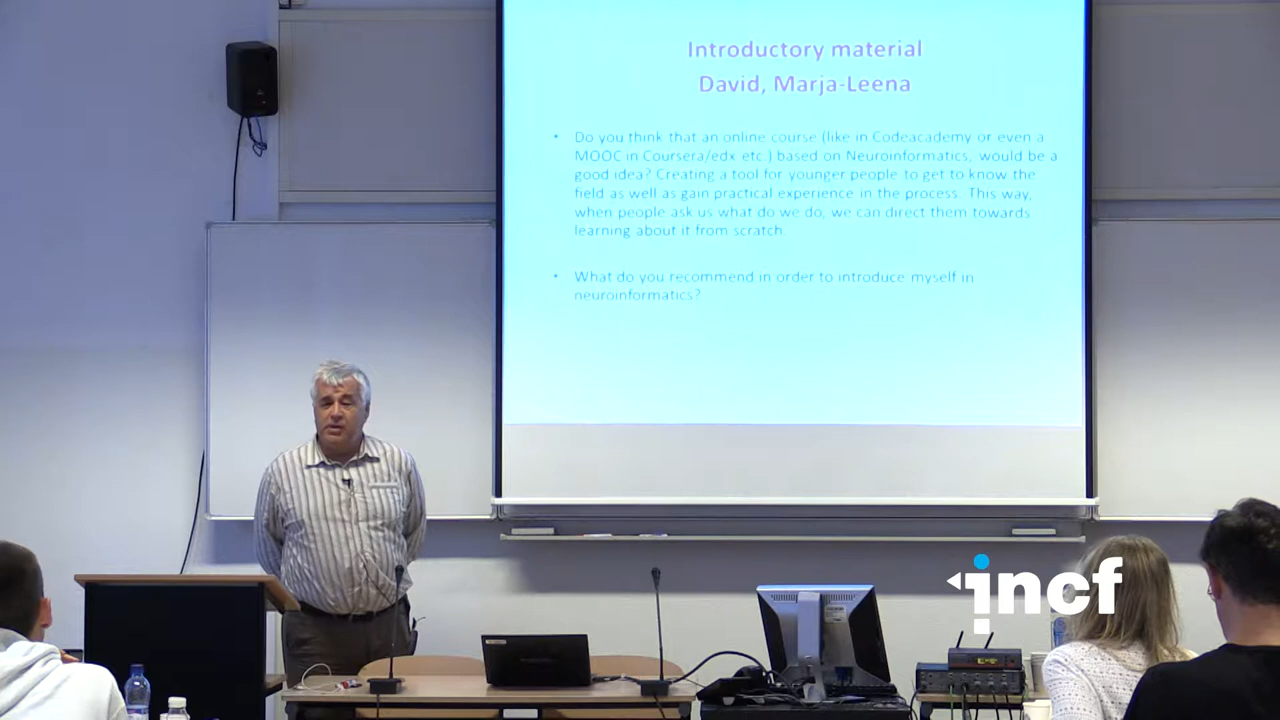 Introductory material
David, Marja-Leena
• Do you think that an online course (like in Codeacademy or even a
MOOC in Coursera/edx etc.) based on Neuroinformatics, would be a
good idea? Creating a tool for younger people to get to know the
field as well as gain practical experience in the process. This way,
when people ask us what do we do, we can direct them towards
learning about it from scratch.
• What do you recommend in order to introduce myself in
neuroinformatics?
incf